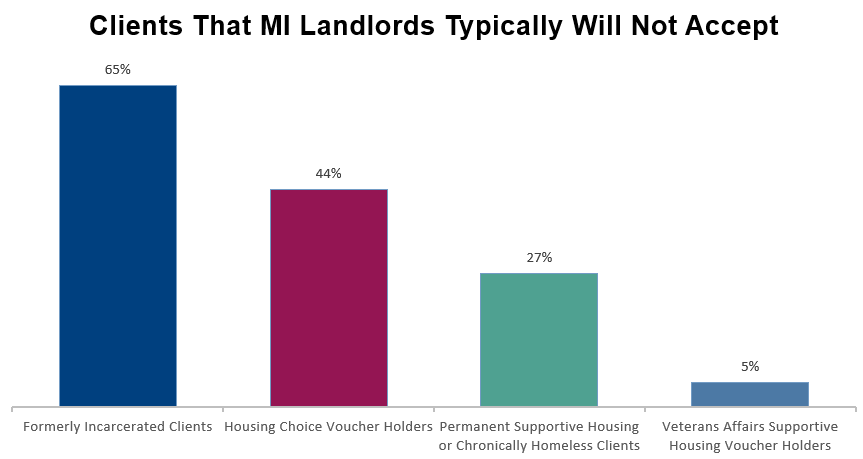 Clients That MI Landlords Typically Will Not Accept
65%
44%
27%
5%
Formerly Incarcerated Clients
Housing Choice Voucher Holders
Permanent Supportive Housing
or Chronically Homeless Clients
Veterans Affairs Supportive
Housing Voucher Holders